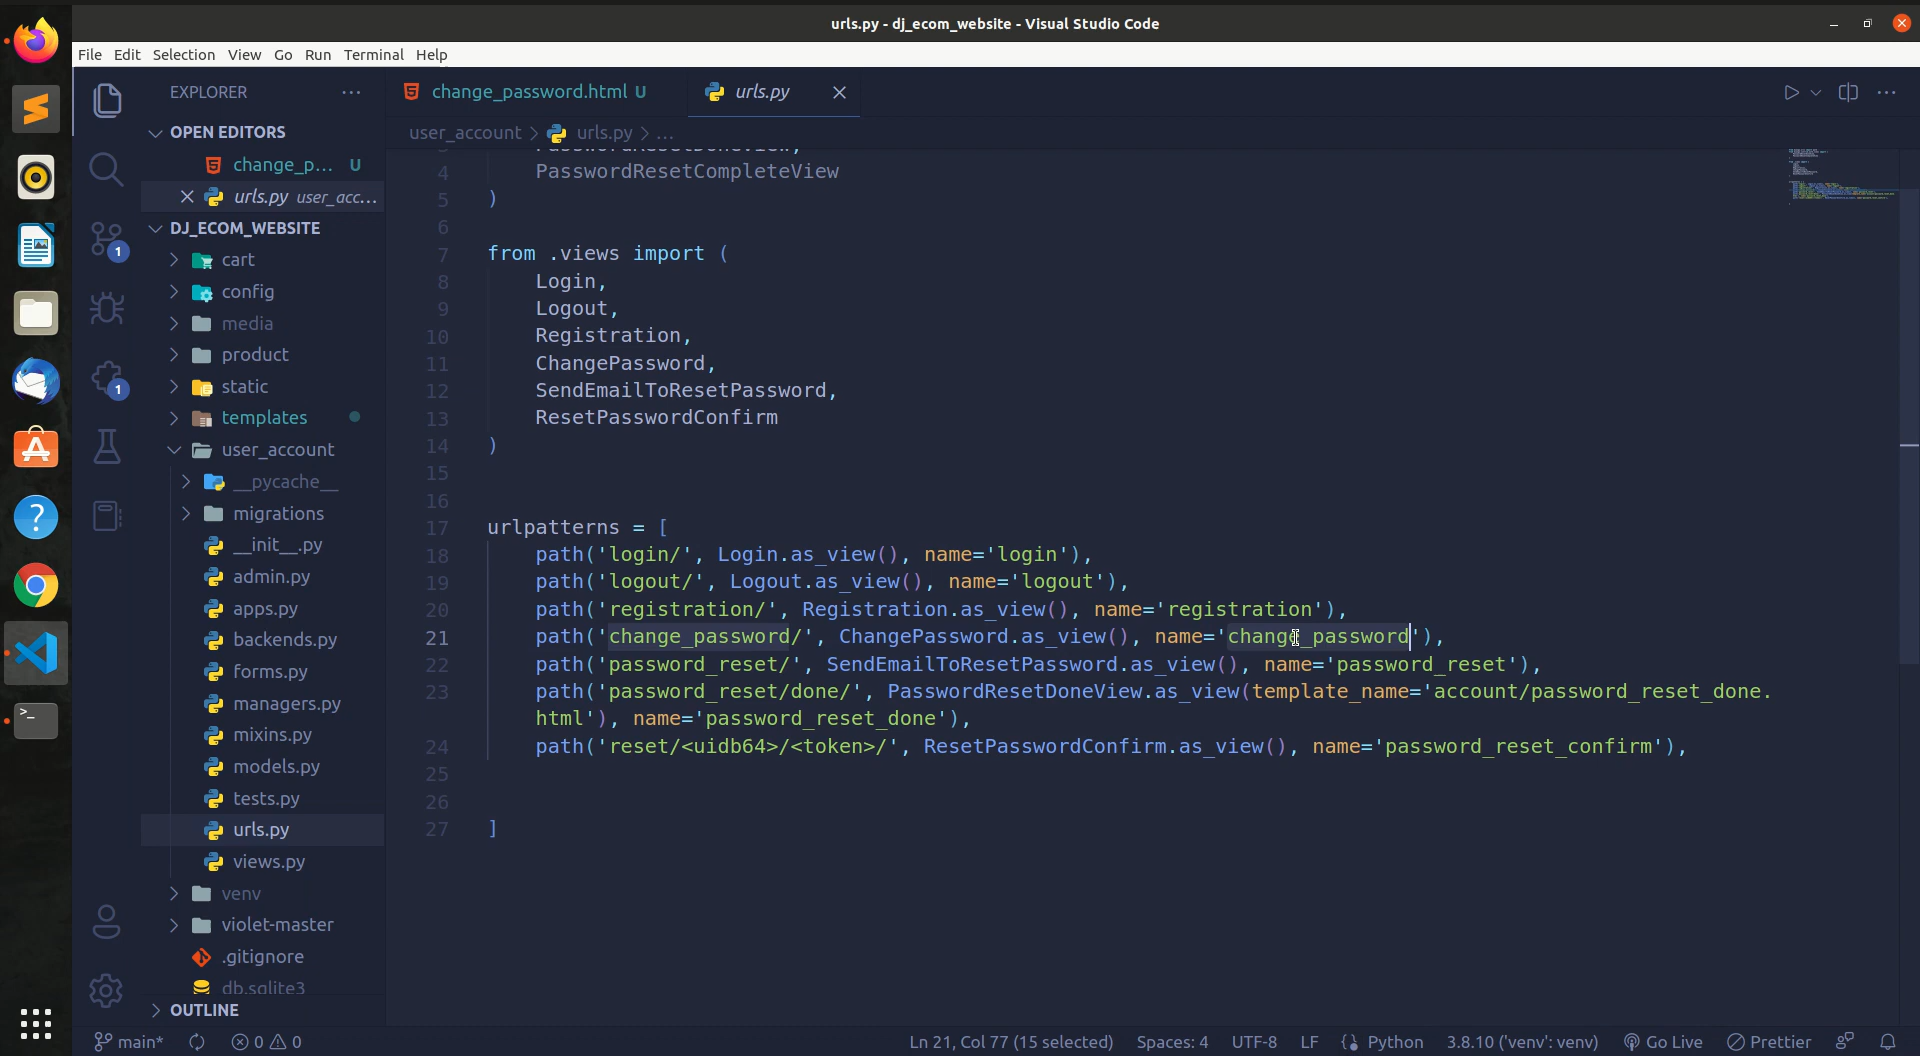 urls.py - dj_ecom_website - Visual Studio Code
File Edit Selection View Go Run Terminal Help
EXPLORER
OPEN EDITORS
change_p... U
urls.py user_acc...
DJ_ECOM_WEBSITE
cart
config
media
product
static
templates
user_account
__pycache__
migrations
__init__.py
admin.py
apps.py
backends.py
forms.py
managers.py
mixins.py
models.py
tests.py
urls.py
views.py
venv
violet-master
.gitignore
db.sqlite3
OUTLINE
1
1
change_password.html U
urls.py
user_account > urls.py > ...
PasswordResetDoneView,
4 PasswordResetCompleteView
5 )
6
7 from .views import (
8 Login,
9 Logout,
10 Registration,
11 ChangePassword,
12 SendEmailToResetPassword,
13 ResetPasswordConfirm
14 )
15
16
17 urlpatterns = [
18 path('login/', Login.as_view(), name='login'),
19 path('logout/', Logout.as_view(), name='logout'),
20 path('registration/', Registration.as_view(), name='registration'),
21 path('change_password/', ChangePassword.as_view(), name='change_password'),
22 path('password_reset/', SendEmailToResetPassword.as_view(), name='password_reset'),
23 path('password_reset/done/', PasswordResetDoneView.as_view(template_name='account/password_reset_done.
html'), name='password_reset_done'),
24 path('reset/<uidb64>/<token>/', ResetPasswordConfirm.as_view(), name='password_reset_confirm'),
25
26
27 ]
main* 0 0 Ln 21, Col 77 (15 selected) Spaces: 4 UTF-8 LF Python 3.8.10 ('venv': venv) Go Live Prettier